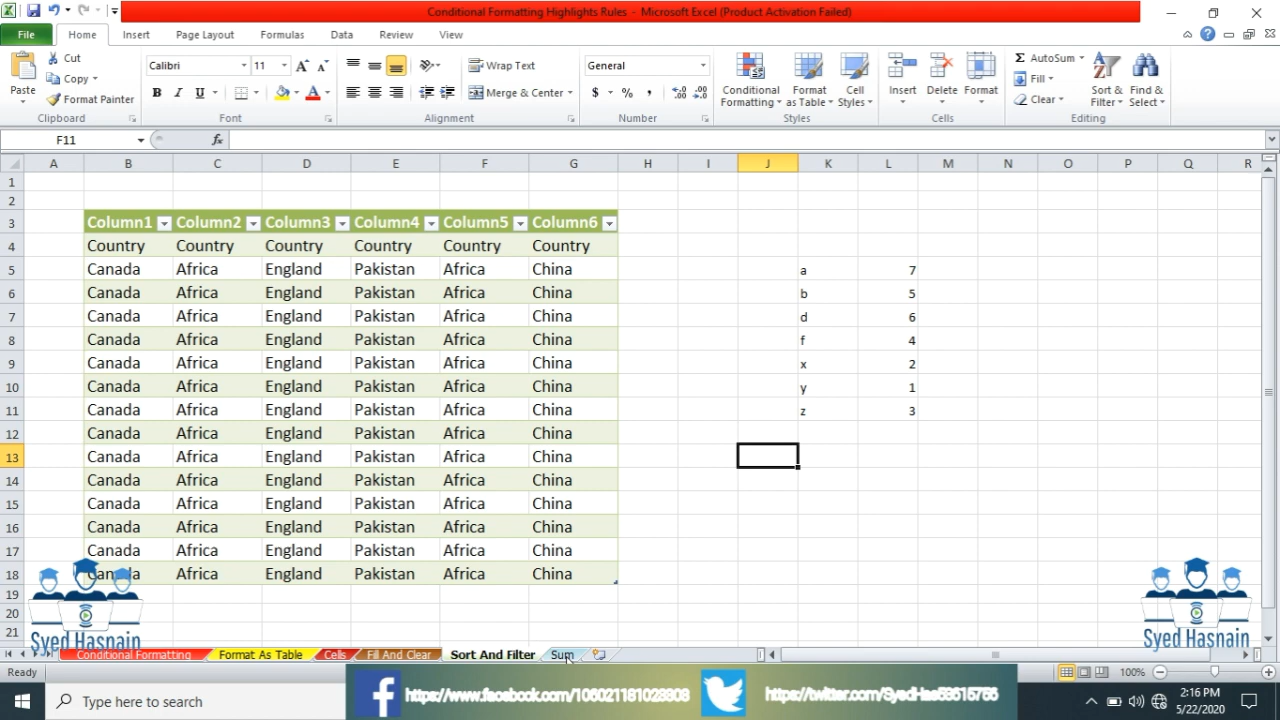 Conditional Formatting Highlights Rules - Microsoft Excel (Product Activation Failed)
File Home Insert Page Layout Formulas Data Review View
Paste Cut Copy Format Painter Clipboard
Calibri 11 A A B I U A Font
Wrap Text Merge & Center Alignment
General $ % , Number
Conditional Formatting Format as Table Cell Styles Styles
Insert Delete Format Cells
Σ AutoSum Fill Clear Sort & Filter Find & Select Editing
F11 fx
A B C D E F G H I J K L M N O P Q R
1
2
3 Column1 Column2 Column3 Column4 Column5 Column6
4 Country Country Country Country Country Country
5 Canada Africa England Pakistan Africa China a 7
6 Canada Africa England Pakistan Africa China b 5
7 Canada Africa England Pakistan Africa China d 6
8 Canada Africa England Pakistan Africa China f 4
9 Canada Africa England Pakistan Africa China x 2
10 Canada Africa England Pakistan Africa China y 1
11 Canada Africa England Pakistan Africa China z 3
12 Canada Africa England Pakistan Africa China
13 Canada Africa England Pakistan Africa China
14 Canada Africa England Pakistan Africa China
15 Canada Africa England Pakistan Africa China
16 Canada Africa England Pakistan Africa China
17 Canada Africa England Pakistan Africa China
18 Canada Africa England Pakistan Africa China
19
20
21
Syed Hasnain Syed Hasnain
Conditional Formatting Format As Table Cells Fill And Clear Sort And Filter Sum
Ready 100%
Type here to search
2:16 PM
5/22/2020